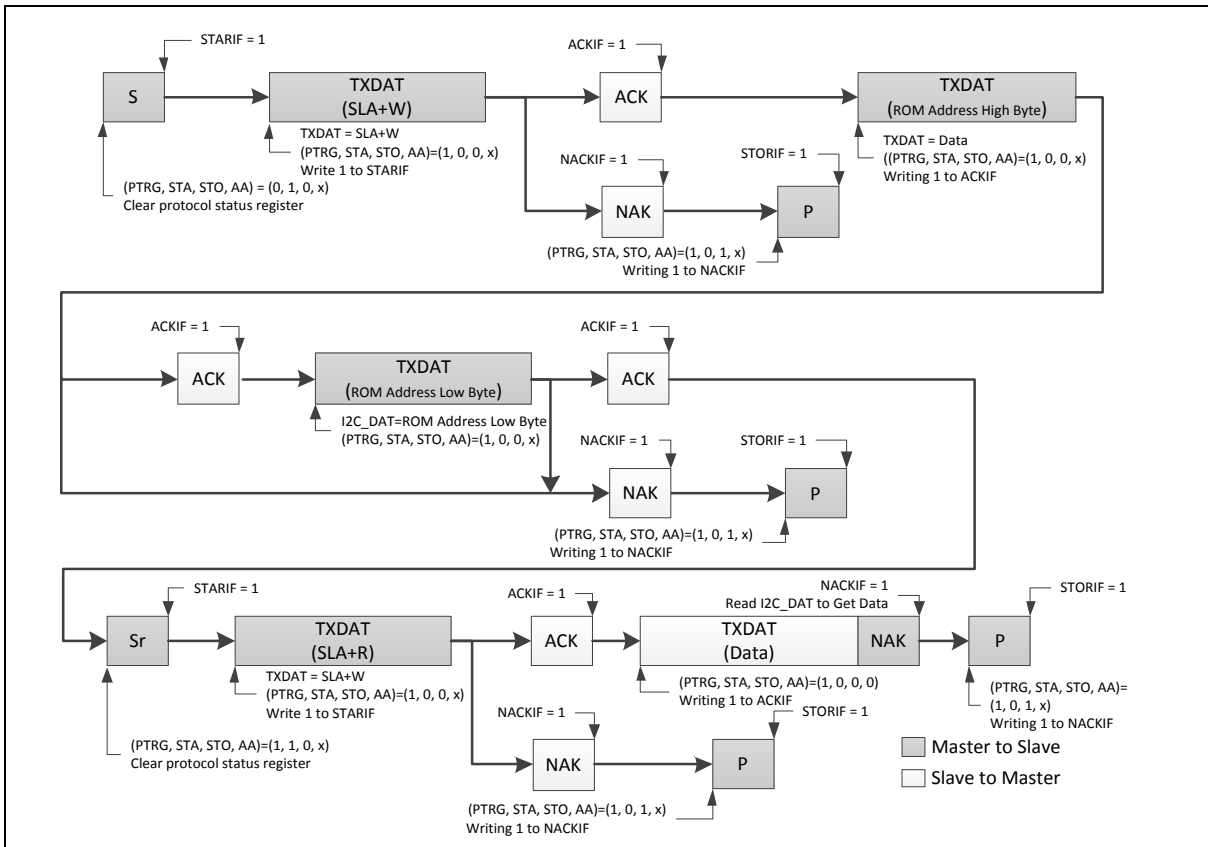 STARIF = 1
ACKIF = 1
S
TXDAT
(SLA+W)
ACK
TXDAT
(ROM Address High Byte)
TXDAT = SLA+W
(PTRG, STA, STO, AA)=(1, 0, 0, x)
Write 1 to STARIF
NACKIF = 1
STORIF = 1
TXDAT = Data
((PTRG, STA, STO, AA)=(1, 0, 0, x)
Writing 1 to ACKIF
(PTRG, STA, STO, AA) = (0, 1, 0, x)
Clear protocol status register
NAK
P
(PTRG, STA, STO, AA)=(1, 0, 1, x)
Writing 1 to NACKIF
ACKIF = 1
ACKIF = 1
ACK
TXDAT
(ROM Address Low Byte)
ACK
I2C_DAT=ROM Address Low Byte
(PTRG, STA, STO, AA)=(1, 0, 0, x)
NACKIF = 1
STORIF = 1
NAK
P
(PTRG, STA, STO, AA)=(1, 0, 1, x)
Writing 1 to NACKIF
STARIF = 1
ACKIF = 1
NACKIF = 1
Read I2C_DAT to Get Data
STORIF = 1
Sr
TXDAT
(SLA+R)
ACK
TXDAT
(Data)
NAK
P
TXDAT = SLA+W
(PTRG, STA, STO, AA)=(1, 0, 0, x)
Write 1 to STARIF
(PTRG, STA, STO, AA)=(1, 0, 0, 0)
Writing 1 to ACKIF
(PTRG, STA, STO, AA)=
(1, 0, 1, x)
Writing 1 to NACKIF
NACKIF = 1
STORIF = 1
(PTRG, STA, STO, AA)=(1, 1, 0, x)
Clear protocol status register
NAK
P
(PTRG, STA, STO, AA)=(1, 0, 1, x)
Writing 1 to NACKIF
Master to Slave
Slave to Master